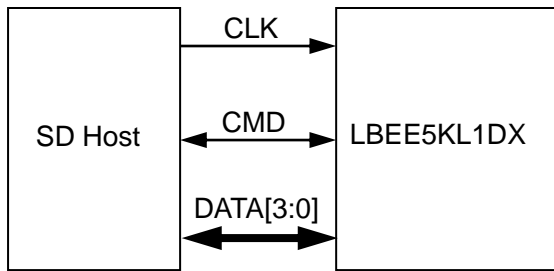 CLK
SD Host
CMD
LBEE5KL1DX
DATA[3:0]